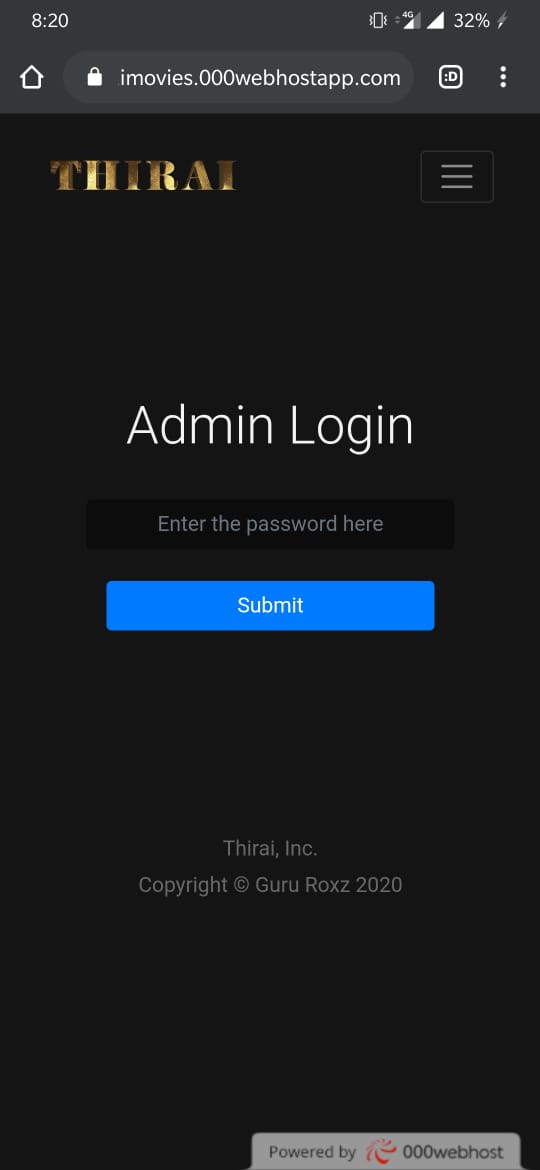 8:20 4G 32%
imovies.000webhostapp.com :D
THIRAI
Admin Login
Enter the password here
Submit
Thirai, Inc.
Copyright © Guru Roxz 2020
Powered by 000webhost